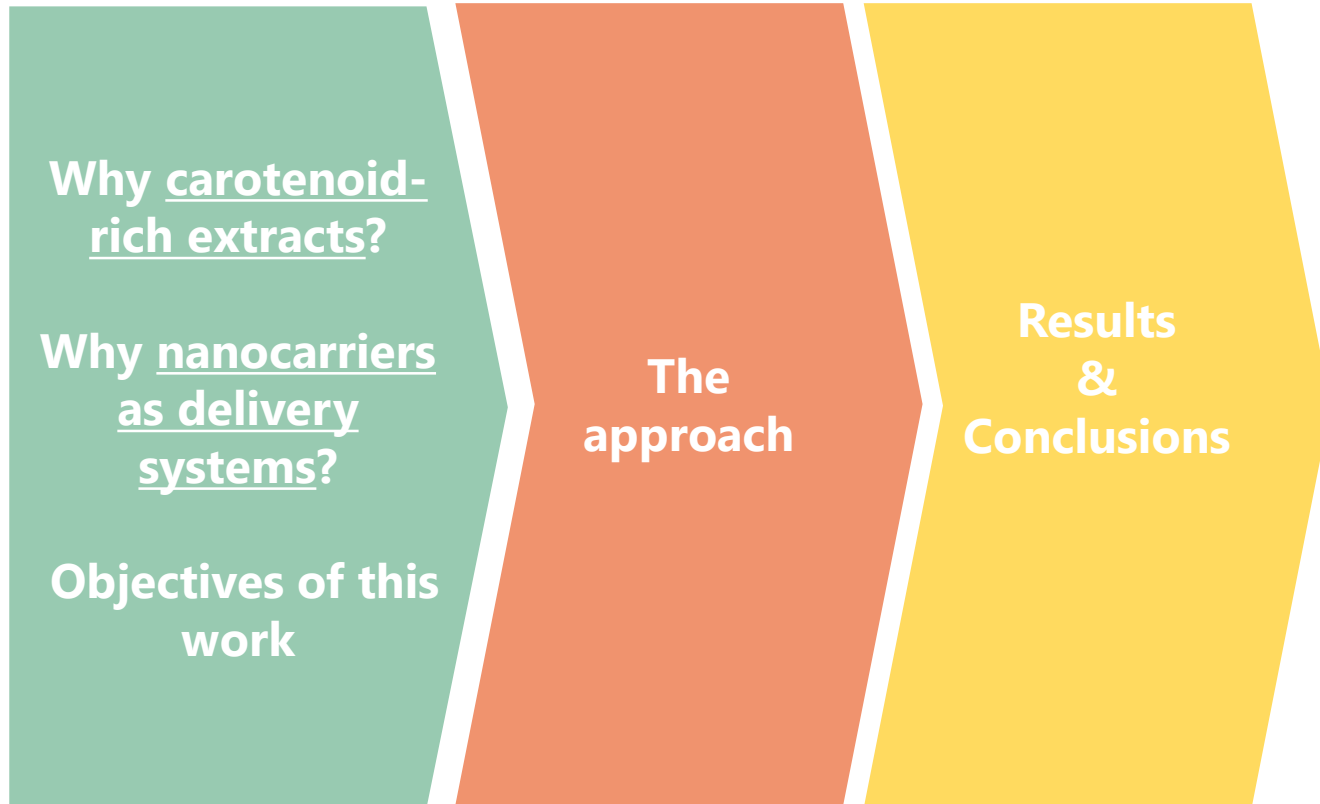 Why carotenoid-
rich extracts?
Why nanocarriers
as delivery
systems?
Objectives of this
work
The
approach
Results
&
Conclusions